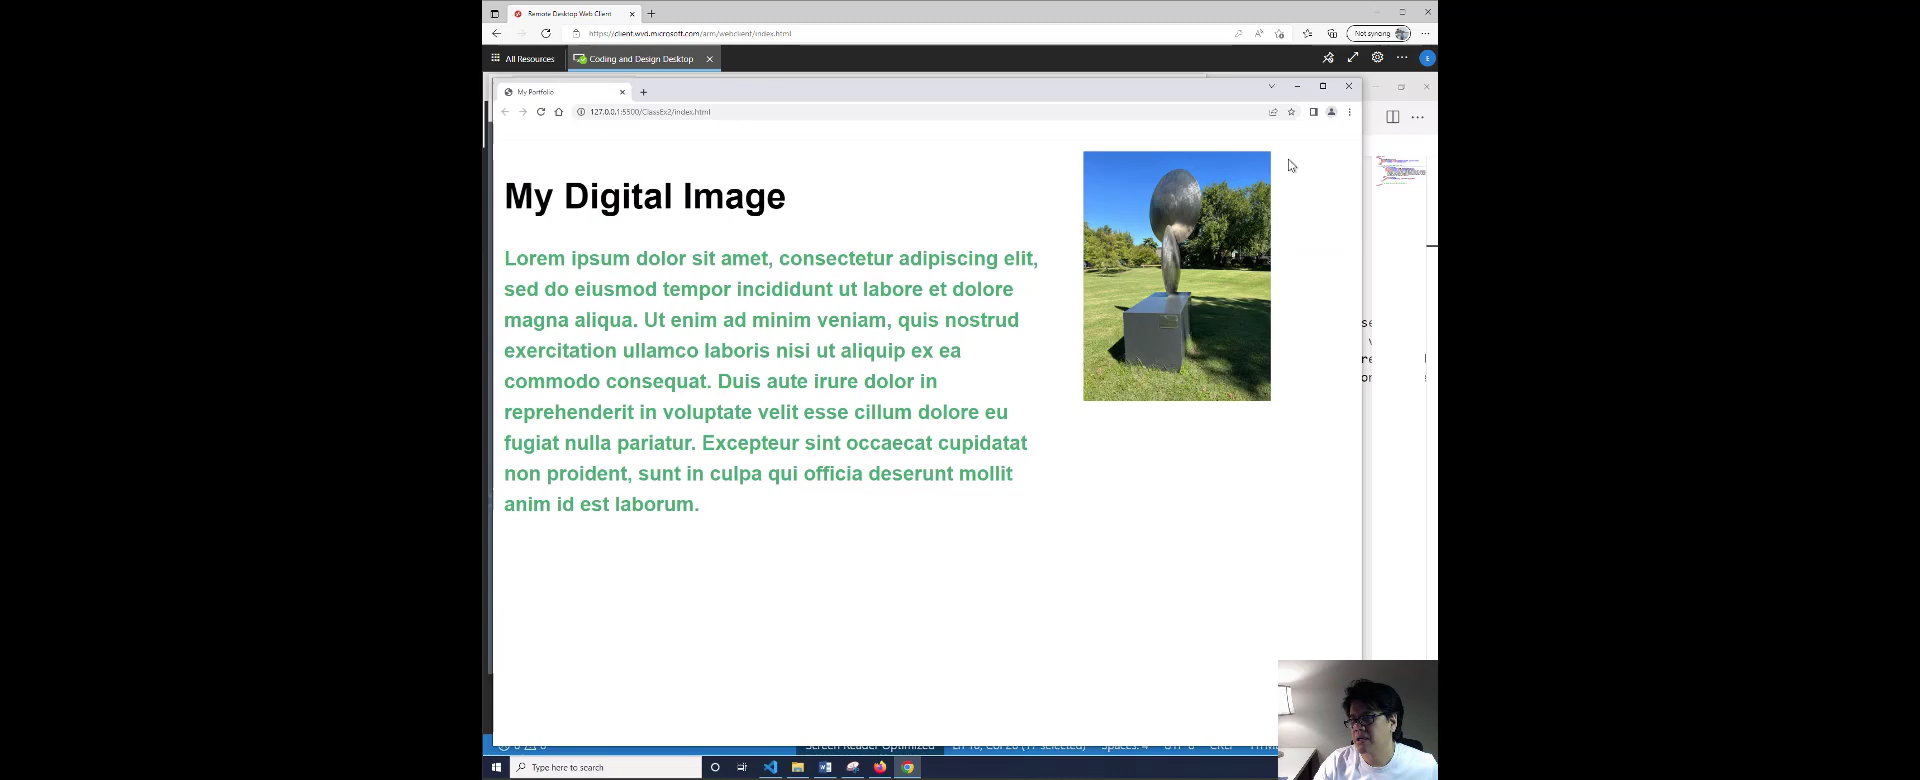 Remote Desktop Web Client
https://client.wvd.microsoft.com/arm/webclient/index.html
Not syncing
All Resources
Coding and Design Desktop
E
My Portfolio
127.0.0.1:5500/ClassEx2/index.html
My Digital Image
Lorem ipsum dolor sit amet, consectetur adipiscing elit,
sed do eiusmod tempor incididunt ut labore et dolore
magna aliqua. Ut enim ad minim veniam, quis nostrud
exercitation ullamco laboris nisi ut aliquip ex ea
commodo consequat. Duis aute irure dolor in
reprehenderit in voluptate velit esse cillum dolore eu
fugiat nulla pariatur. Excepteur sint occaecat cupidatat
non proident, sunt in culpa qui officia deserunt mollit
anim id est laborum.
Screen Reader Optimized
Type here to search